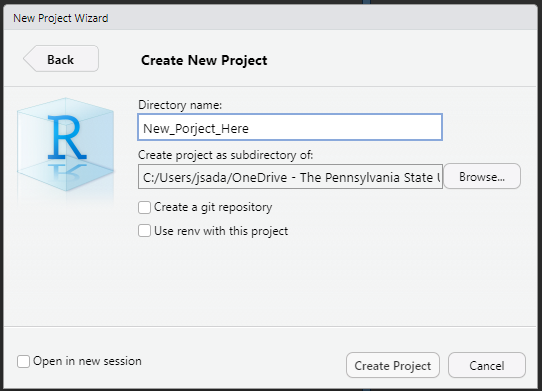 New Project Wizard
Back
Create New Project
R
Directory name:
New_Porject_Here
Create project as subdirectory of:
C:/Users/jsada/OneDrive - The Pennsylvania State
Browse...
Create a git repository
Use renv with this project
Open in new session
Create Project
Cancel